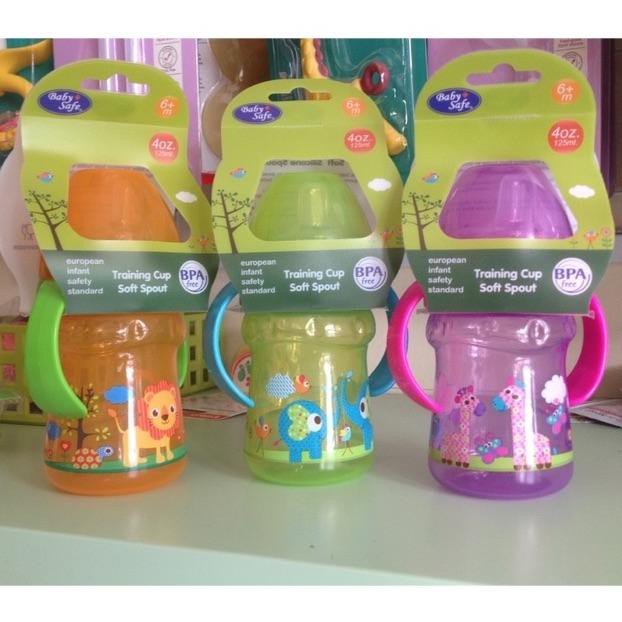 Baby
Safe
6+
m
4oz.
125ml.
european
infant
safety
standard
Training Cup
Soft Spout
BPA
free
Baby
Safe
6+
m
4oz.
125ml.
european
infant
safety
standard
Training Cup
Soft Spout
BPA
free
Baby
Safe
6+
m
4oz.
125ml.
european
infant
safety
standard
Training Cup
Soft Spout
BPA
free